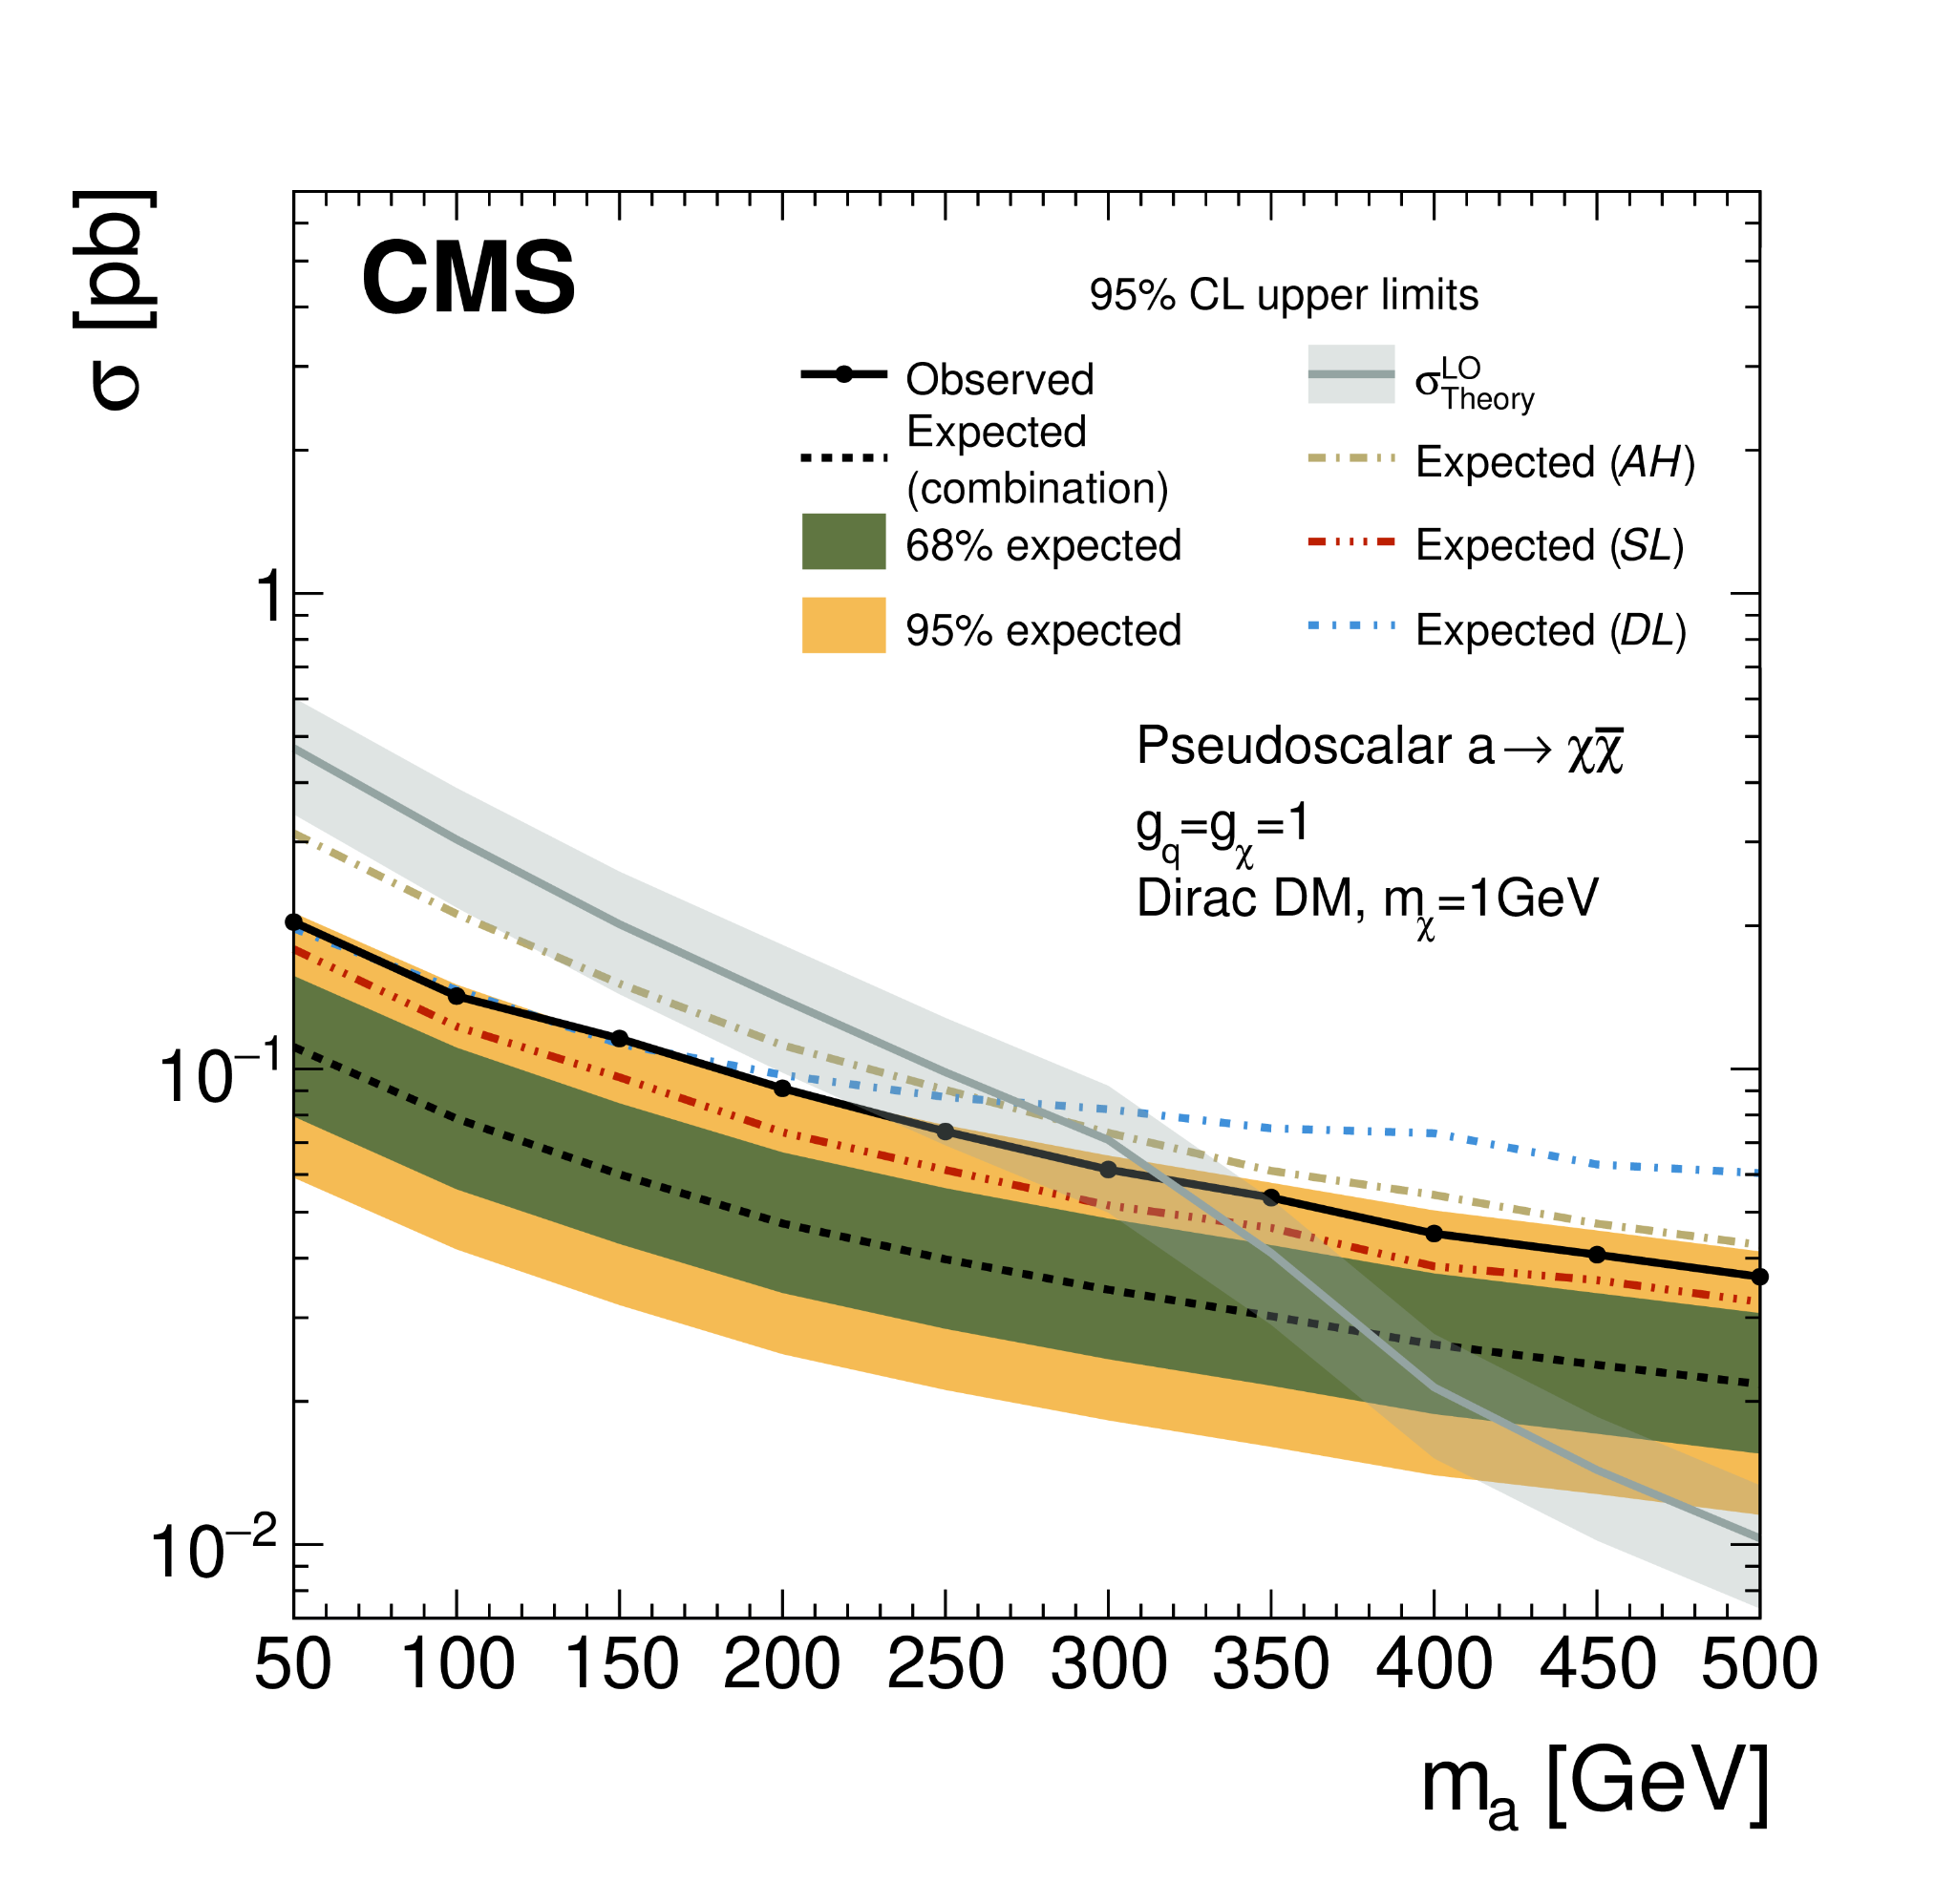 σ [pb]
CMS
95% CL upper limits
Observed
Expected
(combination)
68% expected
95% expected
σ^LO_Theory
Expected (AH)
Expected (SL)
Expected (DL)
Pseudoscalar a → χχ̅
g_q=g_χ=1
Dirac DM, m_χ=1GeV
1
10⁻¹
10⁻²
50 100 150 200 250 300 350 400 450 500
m_a [GeV]